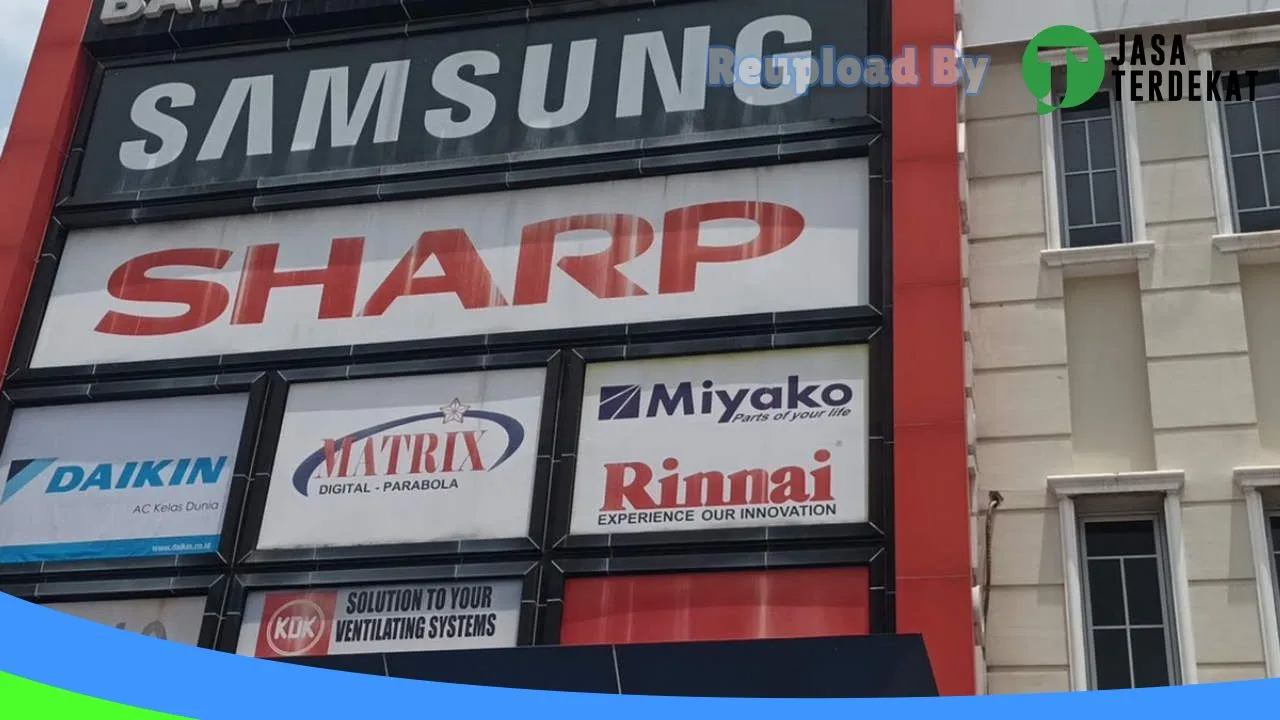 SAMSUNG
Reupload By
JASA
TERDEKAT
SHARP
DAIKIN
AC Kelas Dunia
www.daikin.co.id
MATRIX
DIGITAL - PARABOLA
Miyako
Parts of your life
Rinnai
EXPERIENCE OUR INNOVATION
KDK
SOLUTION TO YOUR
VENTILATING SYSTEMS